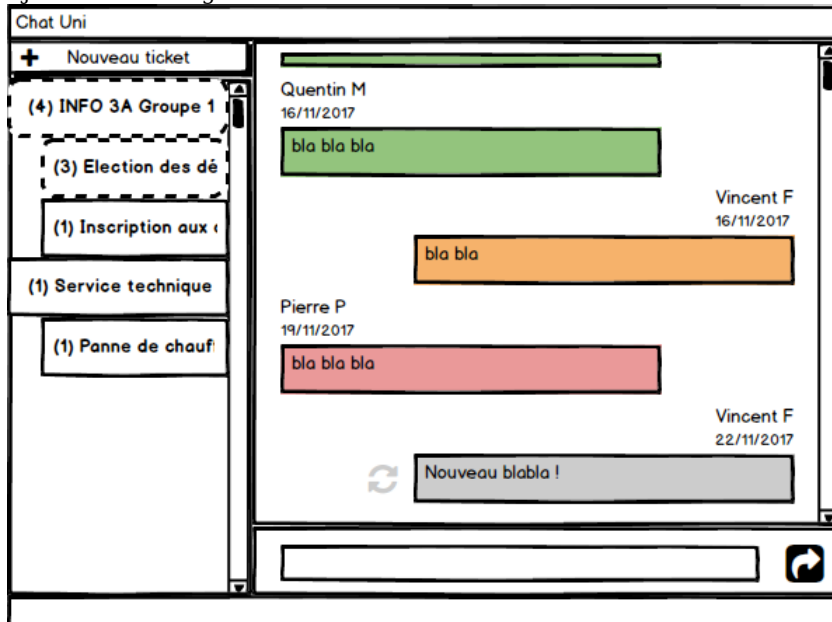 Chat Uni
Nouveau ticket
(4) INFO 3A Groupe 1
(3) Election des dé
(1) Inscription aux
(1) Service technique
(1) Panne de chauf
Quentin M
16/11/2017
bla bla bla
Vincent F
16/11/2017
bla bla
Pierre P
19/11/2017
bla bla bla
Vincent F
22/11/2017
Nouveau blabla !